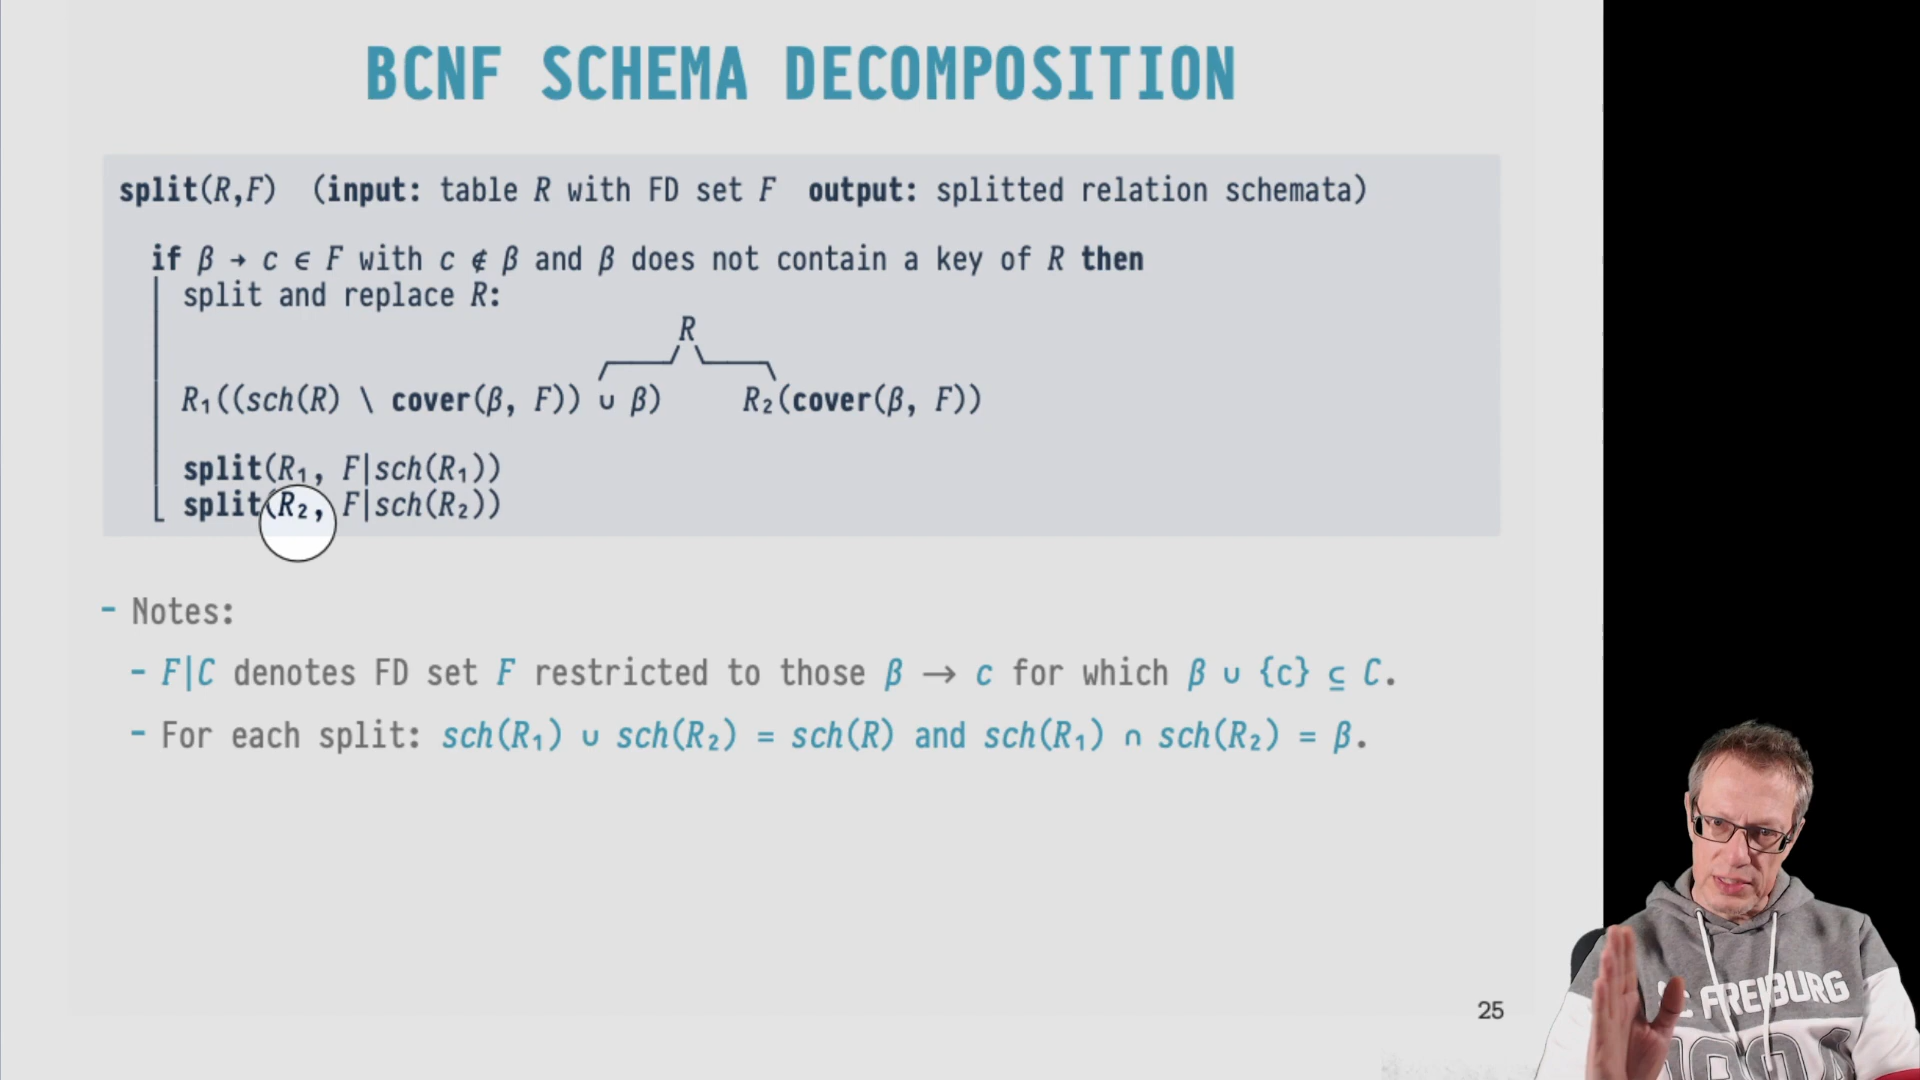 BCNF SCHEMA DECOMPOSITION
split(R,F) (input: table R with FD set F output: splitted relation schemata)
if β → c ∈ F with c ∉ β and β does not contain a key of R then
split and replace R:
R
R₁((sch(R) \ cover(β, F)) ∪ β) R₂(cover(β, F))
split(R₁, F|sch(R₁))
split(R₂, F|sch(R₂))
- Notes:
- F|C denotes FD set F restricted to those β → c for which β ∪ {c} ⊆ C.
- For each split: sch(R₁) ∪ sch(R₂) = sch(R) and sch(R₁) ∩ sch(R₂) = β.
25
FREIBURG